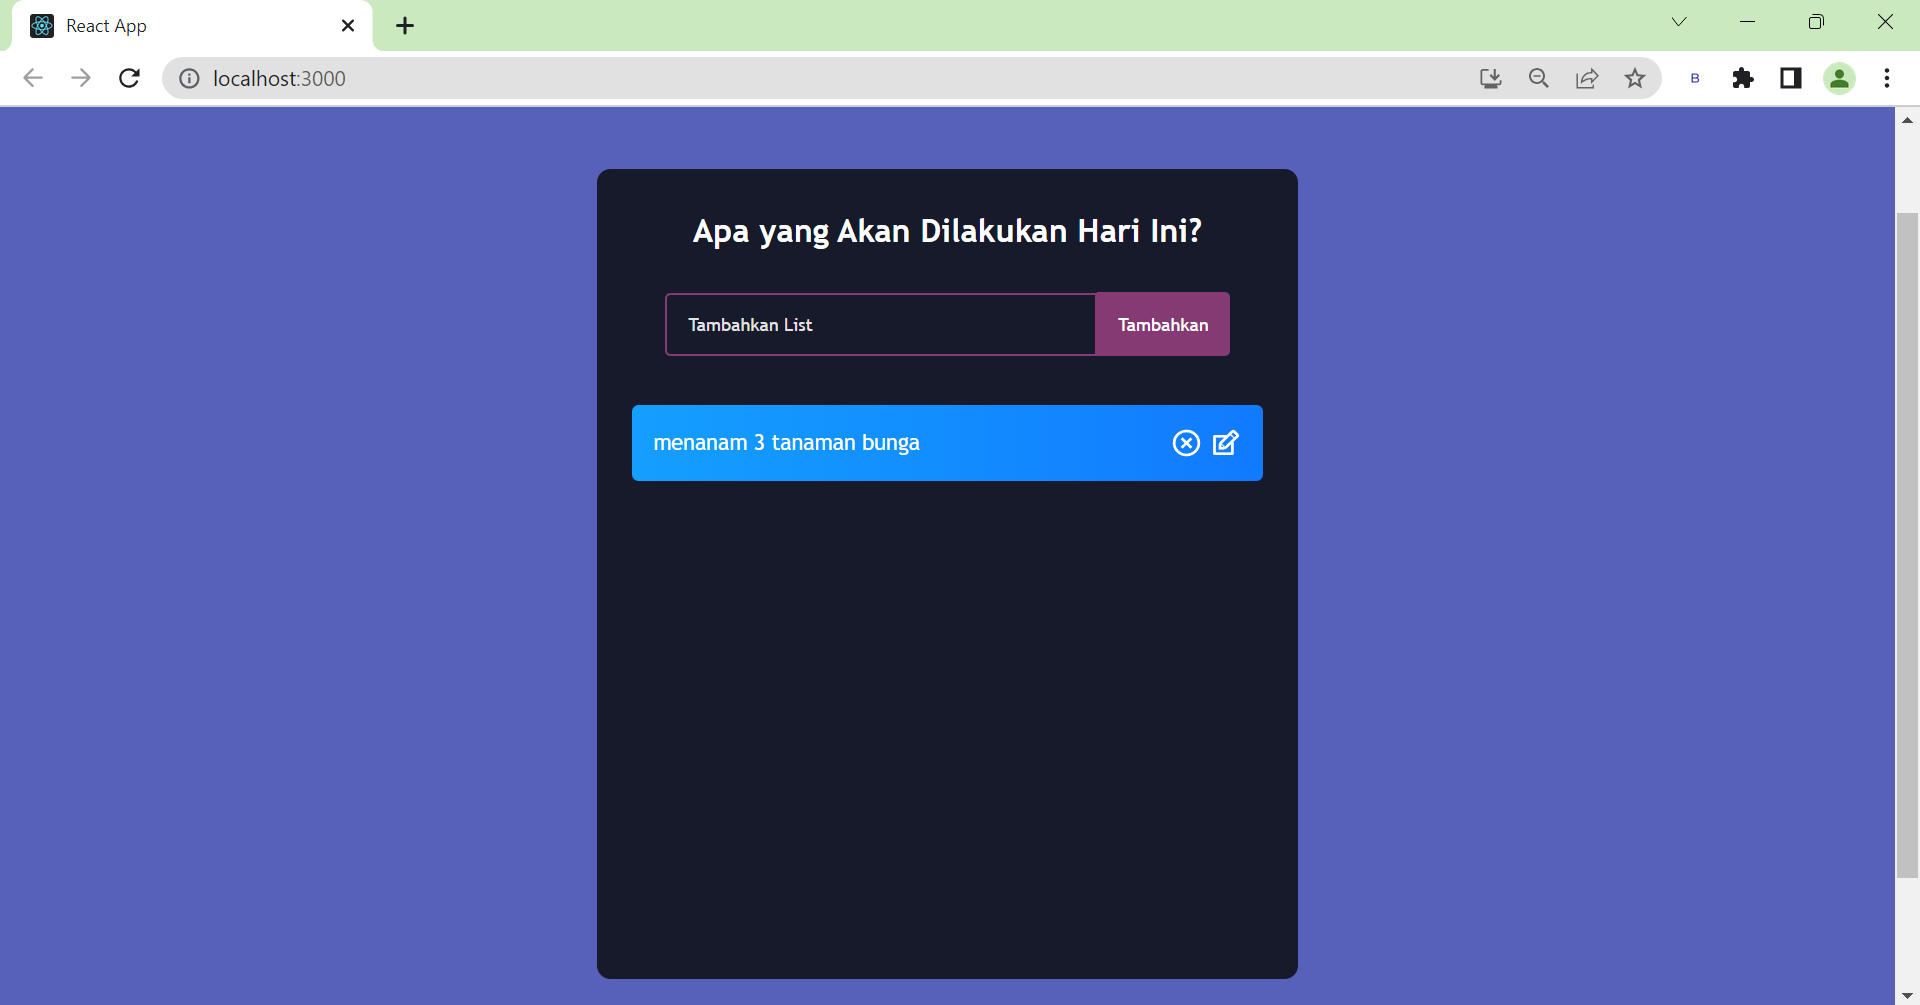 React App
localhost:3000
B
Apa yang Akan Dilakukan Hari Ini?
Tambahkan List
Tambahkan
menanam 3 tanaman bunga